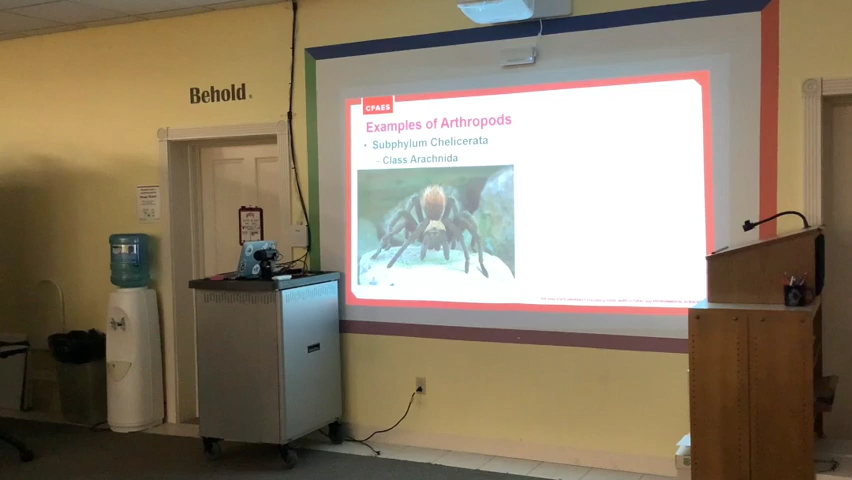 Behold.
CFAES
Examples of Arthropods
• Subphylum Chelicerata
– Class Arachnida